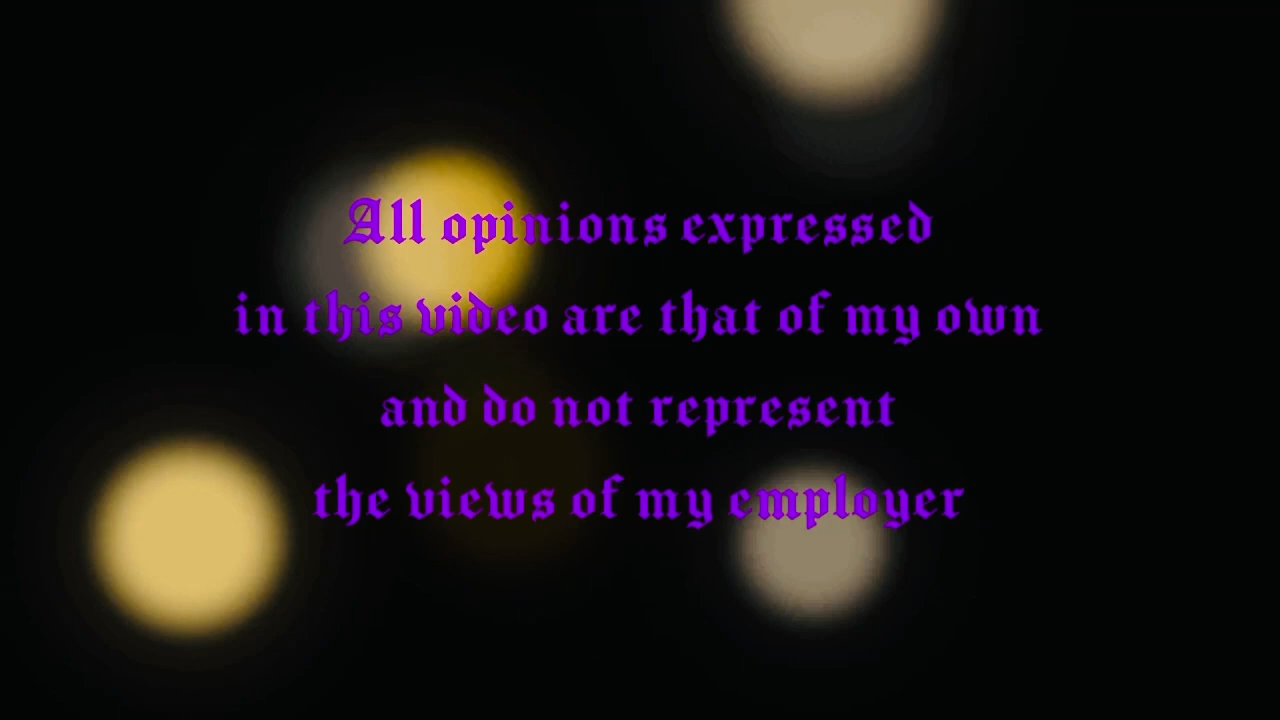 All opinions expressed
in this video are that of my own
and do not represent
the views of my employer